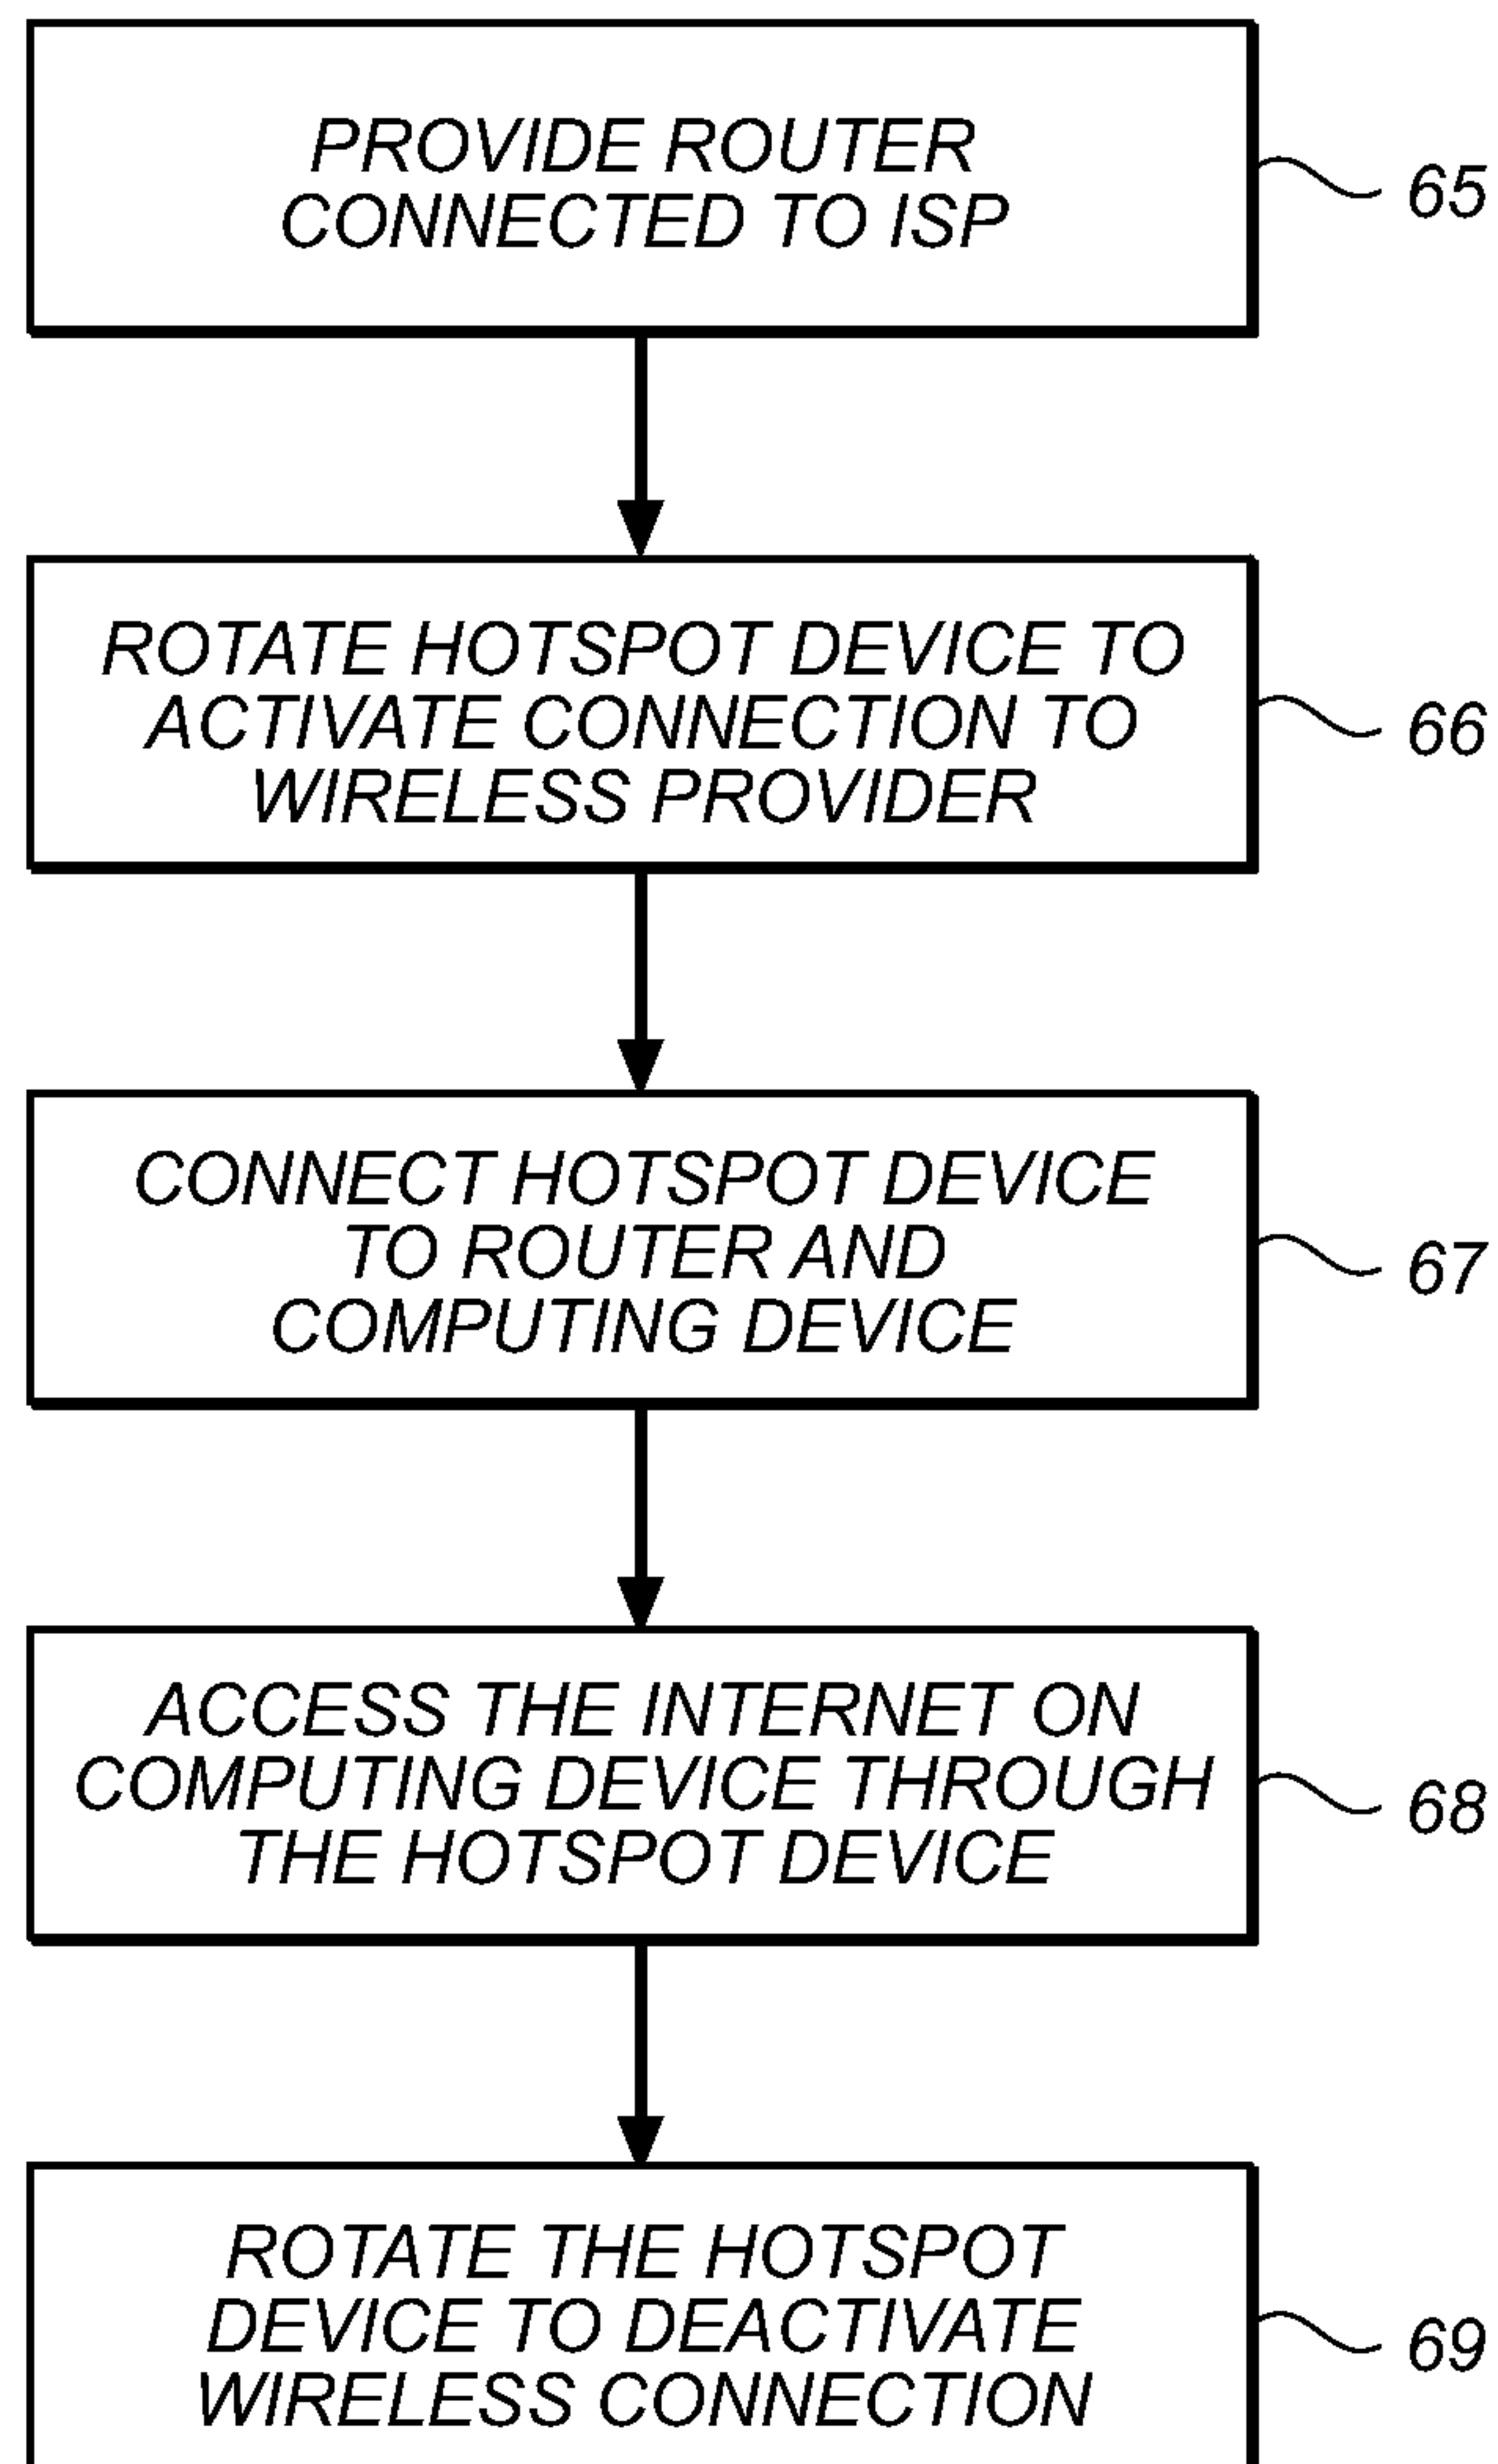 PROVIDE ROUTER
CONNECTED TO ISP
65
ROTATE HOTSPOT DEVICE TO
ACTIVATE CONNECTION TO
WIRELESS PROVIDER
66
CONNECT HOTSPOT DEVICE
TO ROUTER AND
COMPUTING DEVICE
67
ACCESS THE INTERNET ON
COMPUTING DEVICE THROUGH
THE HOTSPOT DEVICE
68
ROTATE THE HOTSPOT
DEVICE TO DEACTIVATE
WIRELESS CONNECTION
69